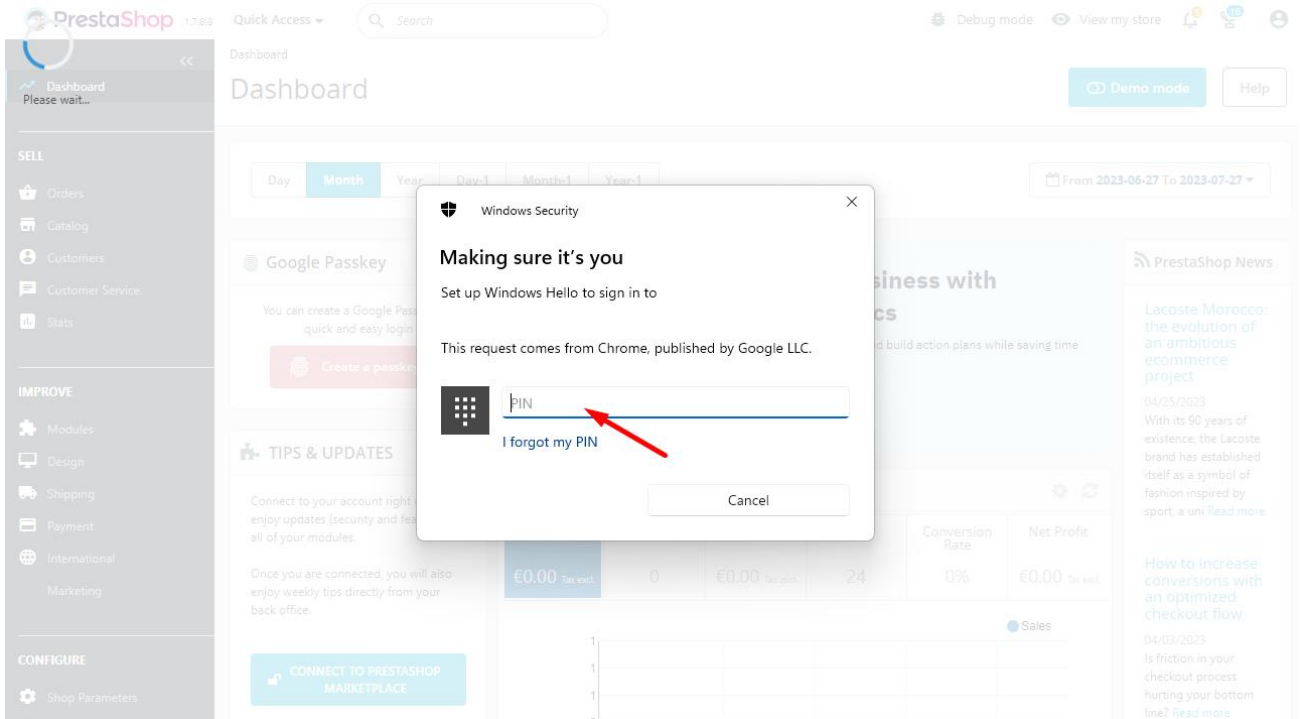 PrestaShop 1.7.8.8
Quick Access
Search
Debug mode
View my store
Dashboard
Dashboard
Please wait...
Dashboard
Demo mode
Help
SELL
Orders
Catalog
Customers
Customer Service
Stats
IMPROVE
Modules
Design
Shipping
Payment
International
Marketing
CONFIGURE
Shop Parameters
Day
Month
Year
Day-1
Month-1
Year-1
From 2023-06-27 To 2023-07-27
Google Passkey
You can create a Google
quick and easy login
Create a passkey
TIPS & UPDATES
Connect to your account right
enjoy updates (security and
all of your modules.
Once you are connected, you will also
enjoy weekly tips directly from your
back office.
CONNECT TO PRESTASHOP
MARKETPLACE
Windows Security
Making sure it's you
Set up Windows Hello to sign in to
This request comes from Chrome, published by Google LLC.
PIN
I forgot my PIN
Cancel
with
build action plans while saving time
Conversion
Rate
Net Profit
€0.00 Tax excl.
0
€0.00 Tax excl.
24
0%
€0.00 Tax excl.
Sales
1
1
1
PrestaShop News
Lacoste Morocco:
the evolution of
an ambitious
ecommerce
project
04/25/2023
With its 90 years of
existence, the Lacoste
brand has established
itself as a symbol of
fashion inspired by
sport, a uni Read more
How to increase
conversions with
an optimized
checkout flow
04/03/2023
Is friction in your
checkout process
hurting your bottom
line? Read more